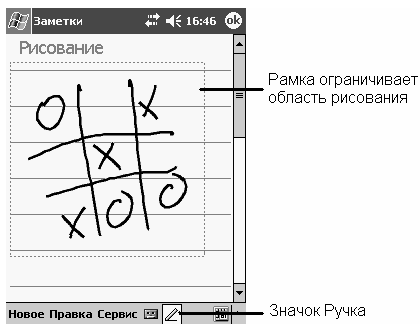 Заметки 16:46 ok
Рисование
O X
X
X O O
Новое Правка Сервис
Рамка ограничивает
область рисования
Значок Ручка